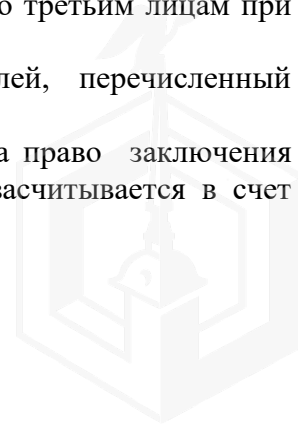 о третьим лицам при
лей, перечисленный
а право заключения
засчитывается в счет